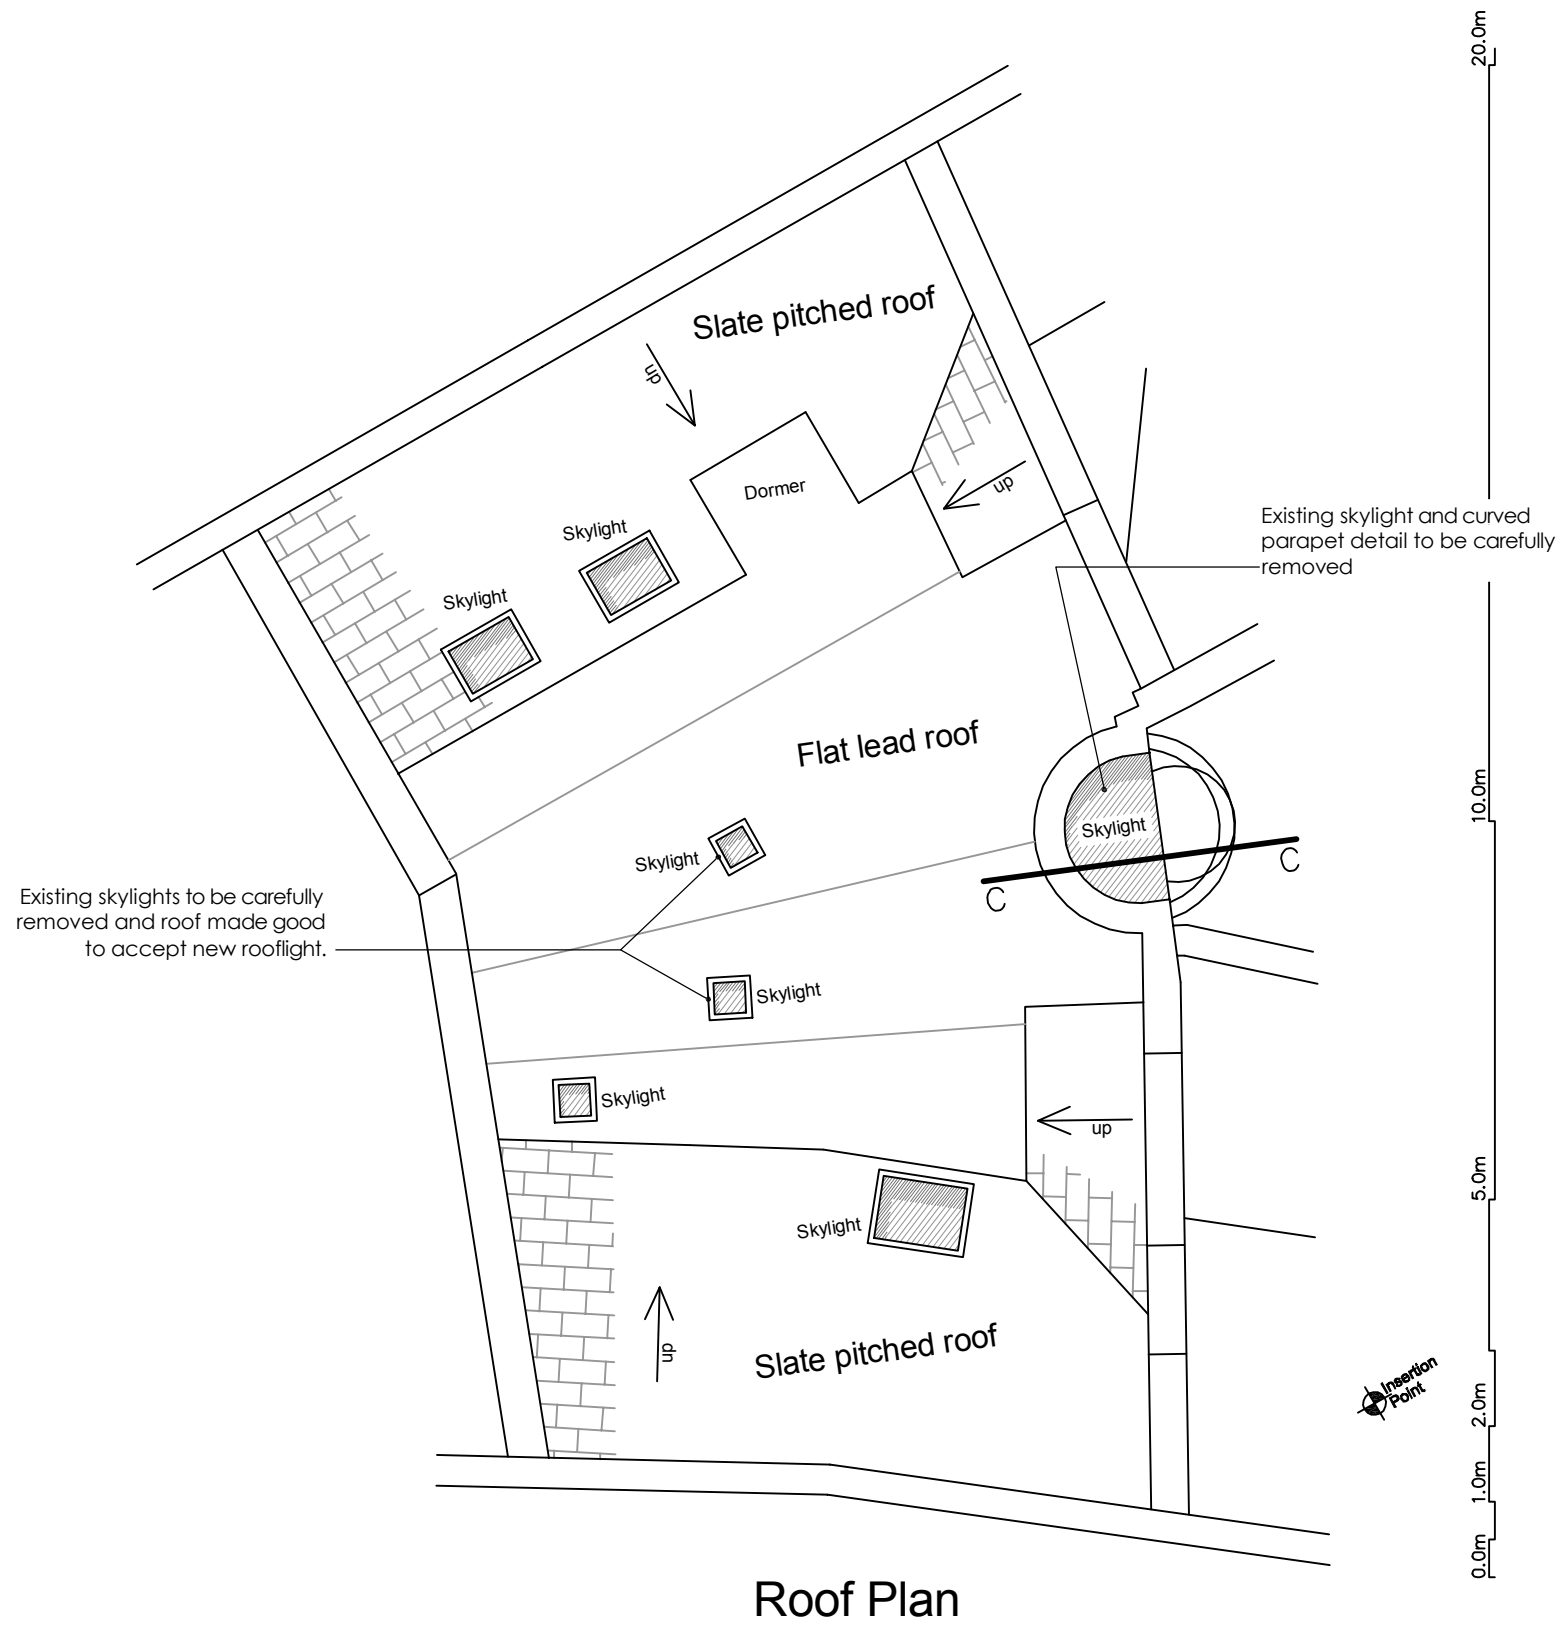 20.0m
Slate pitched roof
up
Dormer
up
Skylight
Skylight
Existing skylight and curved
parapet detail to be carefully
removed
Flat lead roof
10.0m
Skylight
Skylight
C
C
Existing skylights to be carefully
removed and roof made good
to accept new rooflight.
Skylight
Skylight
up
5.0m
Skylight
Slate pitched roof
up
Insertion
Point
2.0m
1.0m
0.0m
Roof Plan